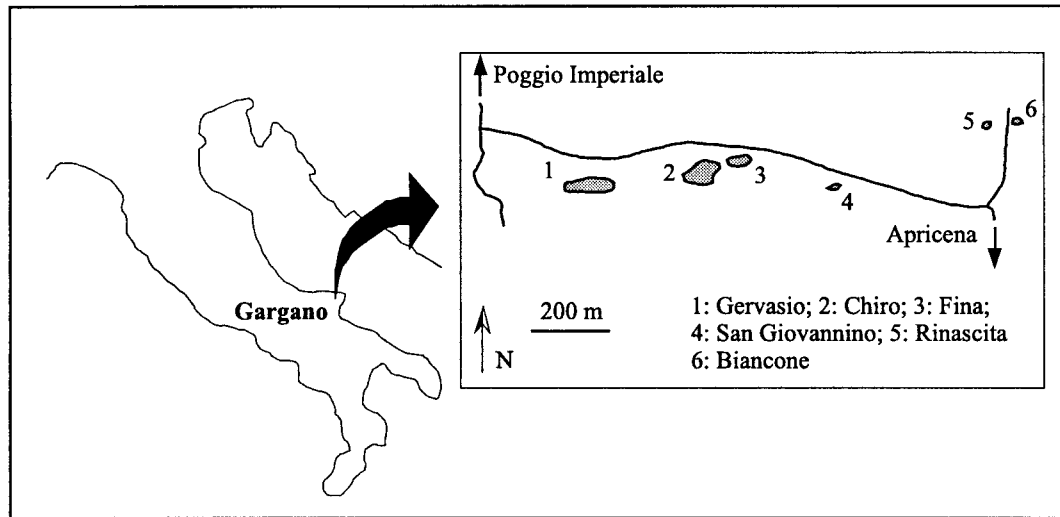 Poggio Imperiale
5
6
1
2
3
4
Apricena
Gargano
200 m
N
1: Gervasio; 2: Chiro; 3: Fina;
4: San Giovannino; 5: Rinascita
6: Biancone